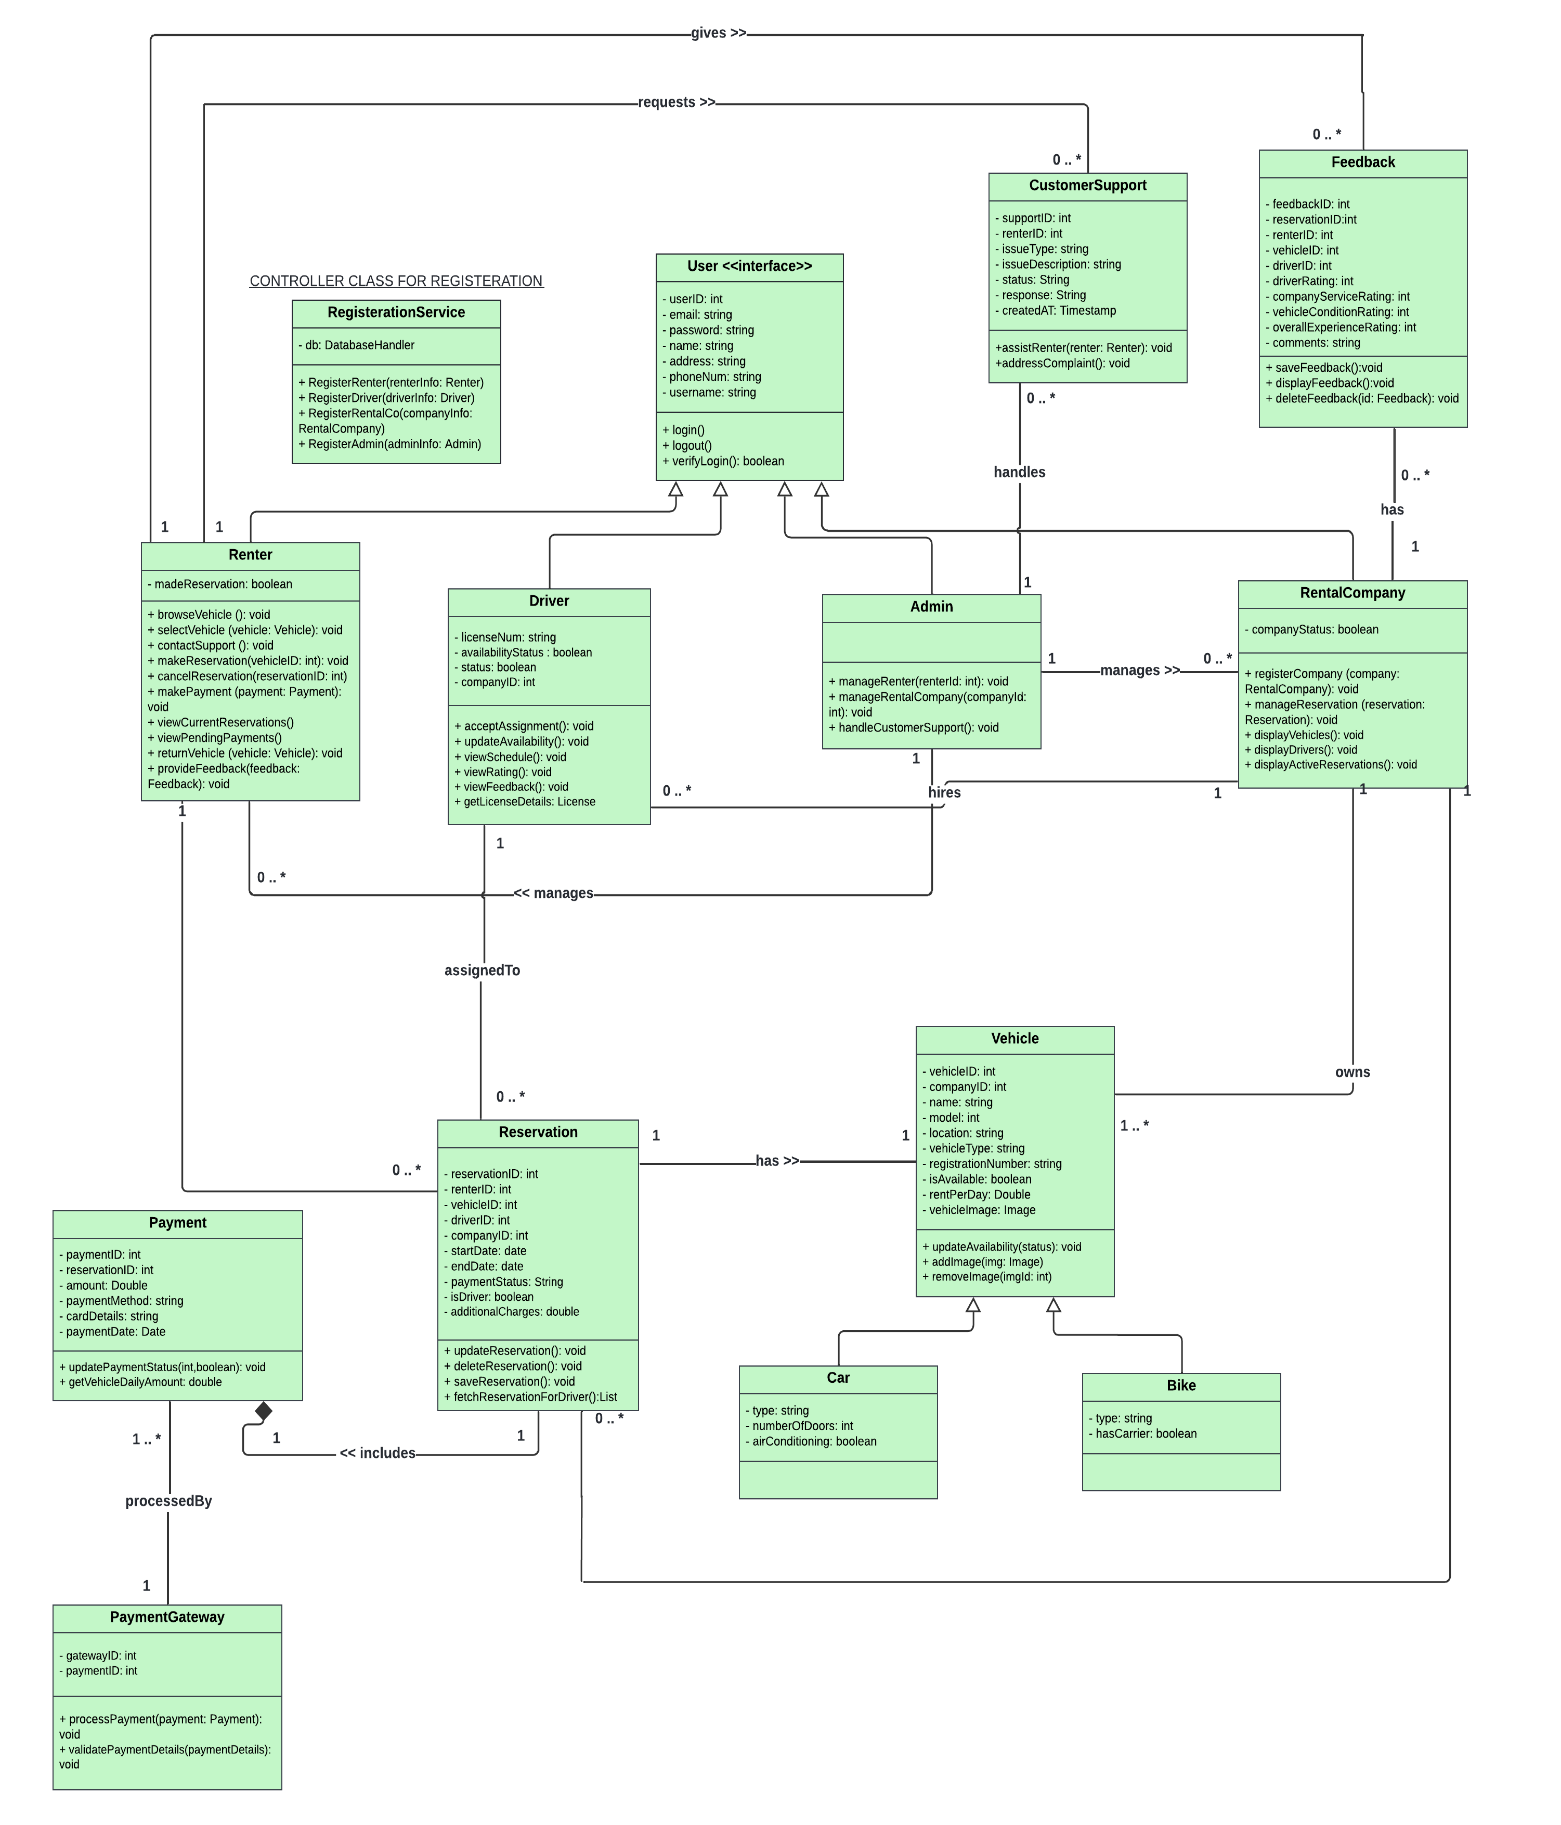 gives >>
requests >>
0 .. *
0 .. *
Feedback
- feedbackID: int
- reservationID:int
- renterID: int
- vehicleID: int
- driverID: int
- driverRating: int
- companyServiceRating: int
- vehicleConditionRating: int
- overallExperienceRating: int
- comments: string
+ saveFeedback():void
+ displayFeedback():void
+ deleteFeedback(id: Feedback): void
CustomerSupport
- supportID: int
- renterID: int
- issueType: string
- issueDescription: string
- status: String
- response: String
- createdAT: Timestamp
+assistRenter(renter: Renter): void
+addressComplaint(): void
User <<interface>>
- userID: int
- email: string
- password: string
- name: string
- address: string
- phoneNum: string
- username: string
+ login()
+ logout()
+ verifyLogin(): boolean
CONTROLLER CLASS FOR REGISTERATION
RegisterationService
- db: DatabaseHandler
+ RegisterRenter(renterInfo: Renter)
+ RegisterDriver(driverInfo: Driver)
+ RegisterRentalCo(companyInfo:
RentalCompany)
+ RegisterAdmin(adminInfo: Admin)
0 .. *
handles
0 .. *
has
1
1
1
1
Renter
- madeReservation: boolean
+ browseVehicle (): void
+ selectVehicle (vehicle: Vehicle): void
+ contactSupport (): void
+ makeReservation(vehicleID: int): void
+ cancelReservation(reservationID: int)
+ makePayment (payment: Payment):
void
+ viewCurrentReservations()
+ viewPendingPayments()
+ returnVehicle (vehicle: Vehicle): void
+ provideFeedback(feedback:
Feedback): void
Driver
- licenseNum: string
- availabilityStatus : boolean
- status: boolean
- companyID: int
+ acceptAssignment(): void
+ updateAvailability(): void
+ viewSchedule(): void
+ viewRating(): void
+ viewFeedback(): void
+ getLicenseDetails: License
Admin
+ manageRenter(renterId: int): void
+ manageRentalCompany(companyId:
int): void
+ handleCustomerSupport(): void
1
manages >>
0 .. *
RentalCompany
- companyStatus: boolean
+ registerCompany (company:
RentalCompany): void
+ manageReservation (reservation:
Reservation): void
+ displayVehicles(): void
+ displayDrivers(): void
+ displayActiveReservations(): void
1
0 .. *
hires
1
1
1
1
1
0 .. *
<< manages
assignedTo
0 .. *
owns
1 .. *
Vehicle
- vehicleID: int
- companyID: int
- name: string
- model: int
- location: string
- vehicleType: string
- registrationNumber: string
- isAvailable: boolean
- rentPerDay: Double
- vehicleImage: Image
+ updateAvailability(status): void
+ addImage(img: Image)
+ removeImage(imgId: int)
1
has >>
1
0 .. *
Reservation
- reservationID: int
- renterID: int
- vehicleID: int
- driverID: int
- companyID: int
- startDate: date
- endDate: date
- paymentStatus: String
- isDriver: boolean
- additionalCharges: double
+ updateReservation(): void
+ deleteReservation(): void
+ saveReservation(): void
+ fetchReservationForDriver():List
Payment
- paymentID: int
- reservationID: int
- amount: Double
- paymentMethod: string
- cardDetails: string
- paymentDate: Date
+ updatePaymentStatus(int,boolean): void
+ getVehicleDailyAmount: double
Car
- type: string
- numberOfDoors: int
- airConditioning: boolean
Bike
- type: string
- hasCarrier: boolean
0 .. *
1 .. *
1
<< includes
1
processedBy
1
PaymentGateway
- gatewayID: int
- paymentID: int
+ processPayment(payment: Payment):
void
+ validatePaymentDetails(paymentDetails):
void